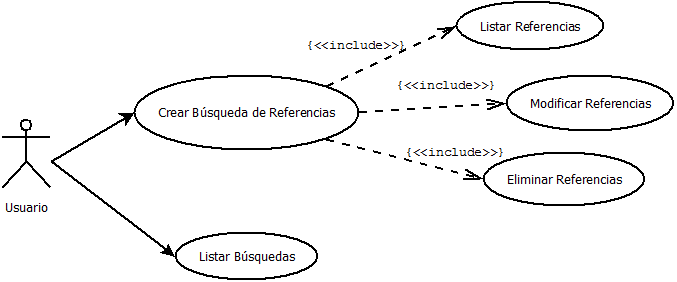 Listar Referencias
{<<include>>}
{<<include>>}
Modificar Referencias
Crear Búsqueda de Referencias
{<<include>>}
Eliminar Referencias
Usuario
Listar Búsquedas